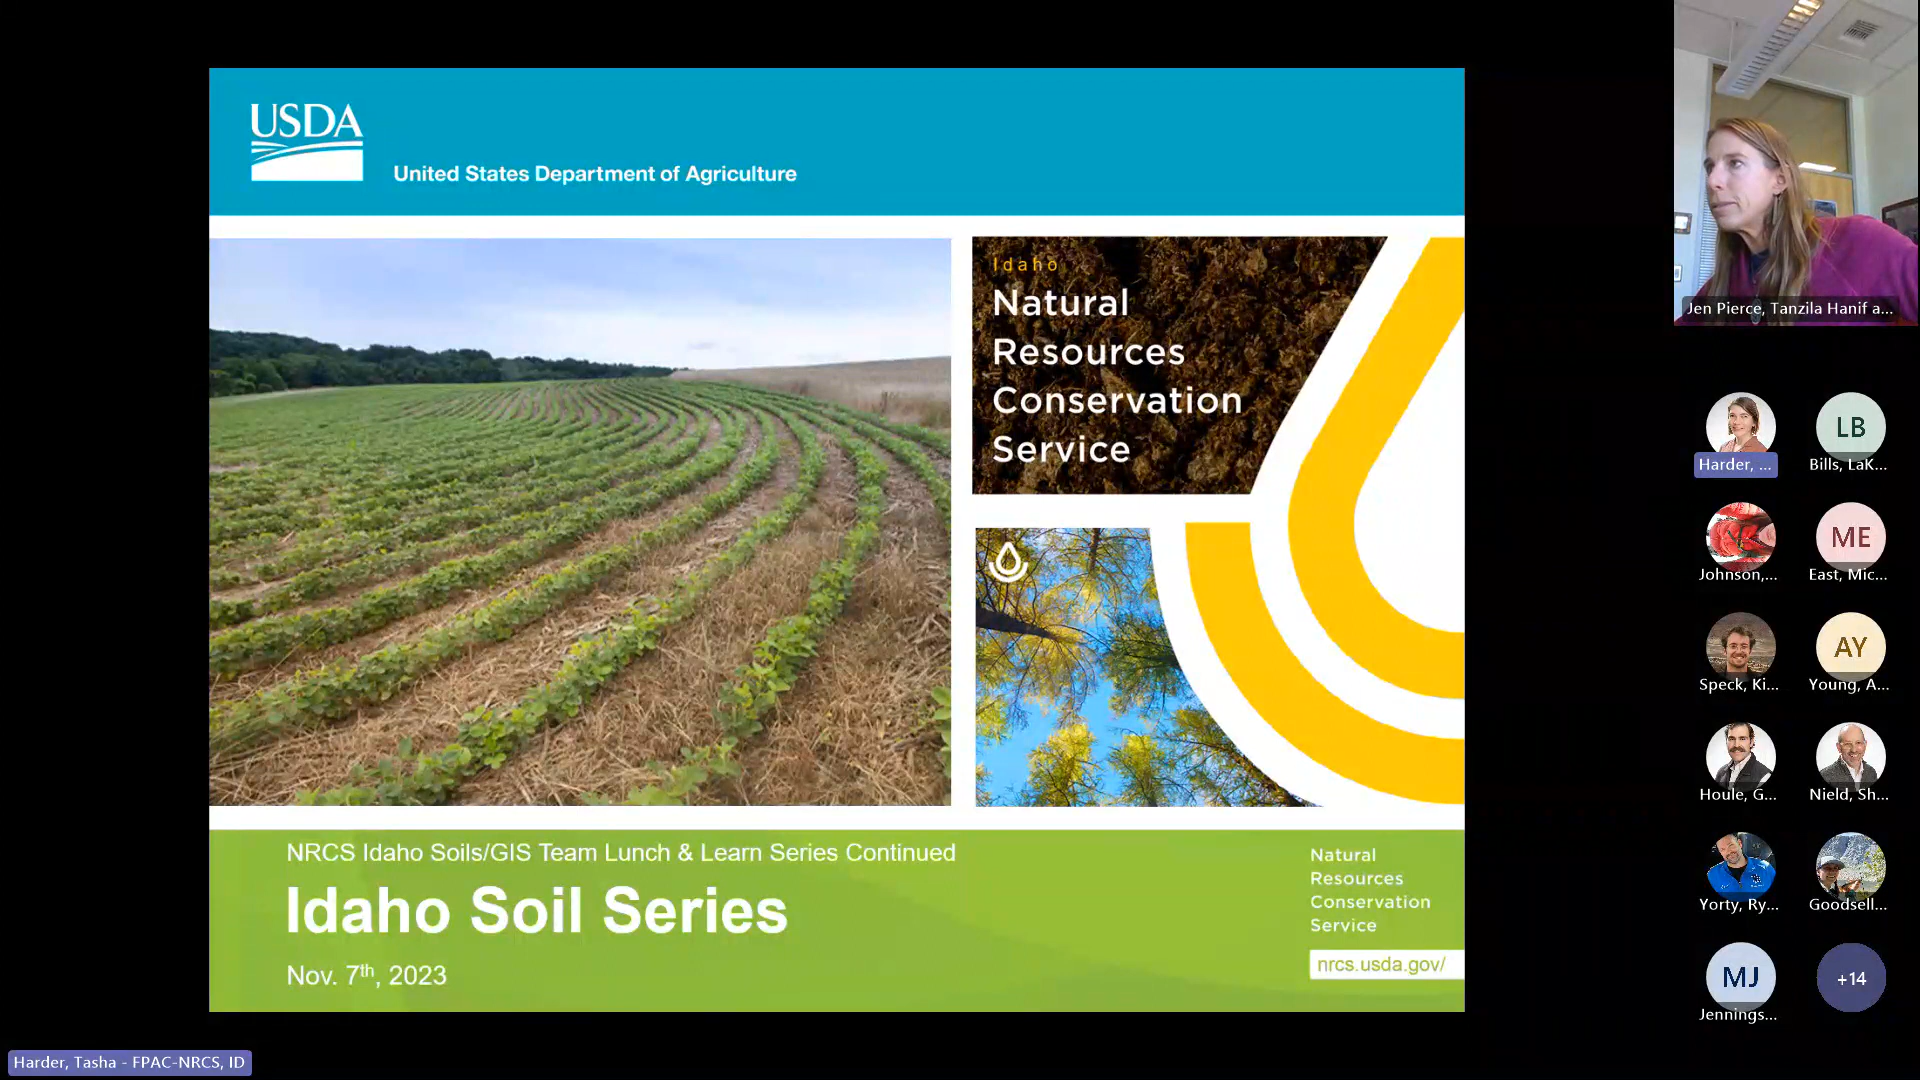 USDA
United States Department of Agriculture
Idaho
Natural
Resources
Conservation
Service
NRCS Idaho Soils/GIS Team Lunch & Learn Series Continued
Idaho Soil Series
Nov. 7th, 2023
Natural
Resources
Conservation
Service
nrcs.usda.gov/
Jen Pierce, Tanzila Hanif a...
Harder, ...
LB
Bills, LaK...
Johnson,...
ME
East, Mic...
Speck, Ki...
AY
Young, A...
Houle, G...
Nield, Sh...
Yorty, Ry...
Goodsell...
MJ
Jennings...
+14
Harder, Tasha - FPAC-NRCS, ID